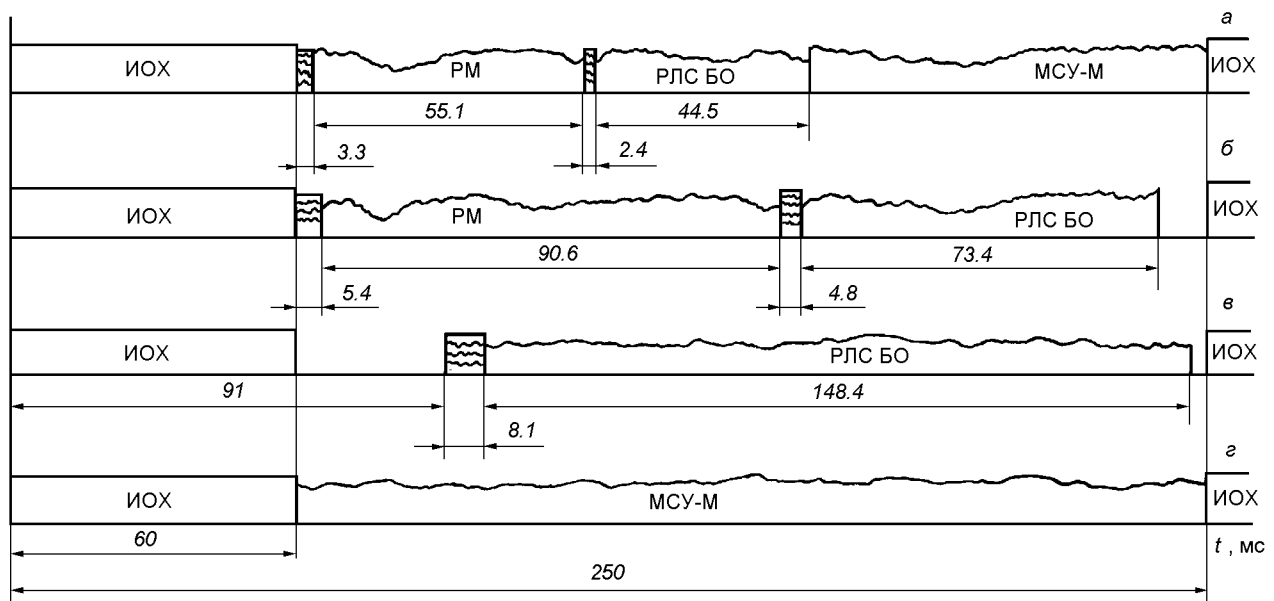 а
ИОХ РМ РЛС БО МСУ-М ИОХ
55.1 44.5
3.3 2.4 б
ИОХ РМ РЛС БО ИОХ
90.6 73.4
5.4 4.8 в
ИОХ РЛС БО ИОХ
91 148.4
8.1 г
ИОХ МСУ-М ИОХ
60 t , мс
250